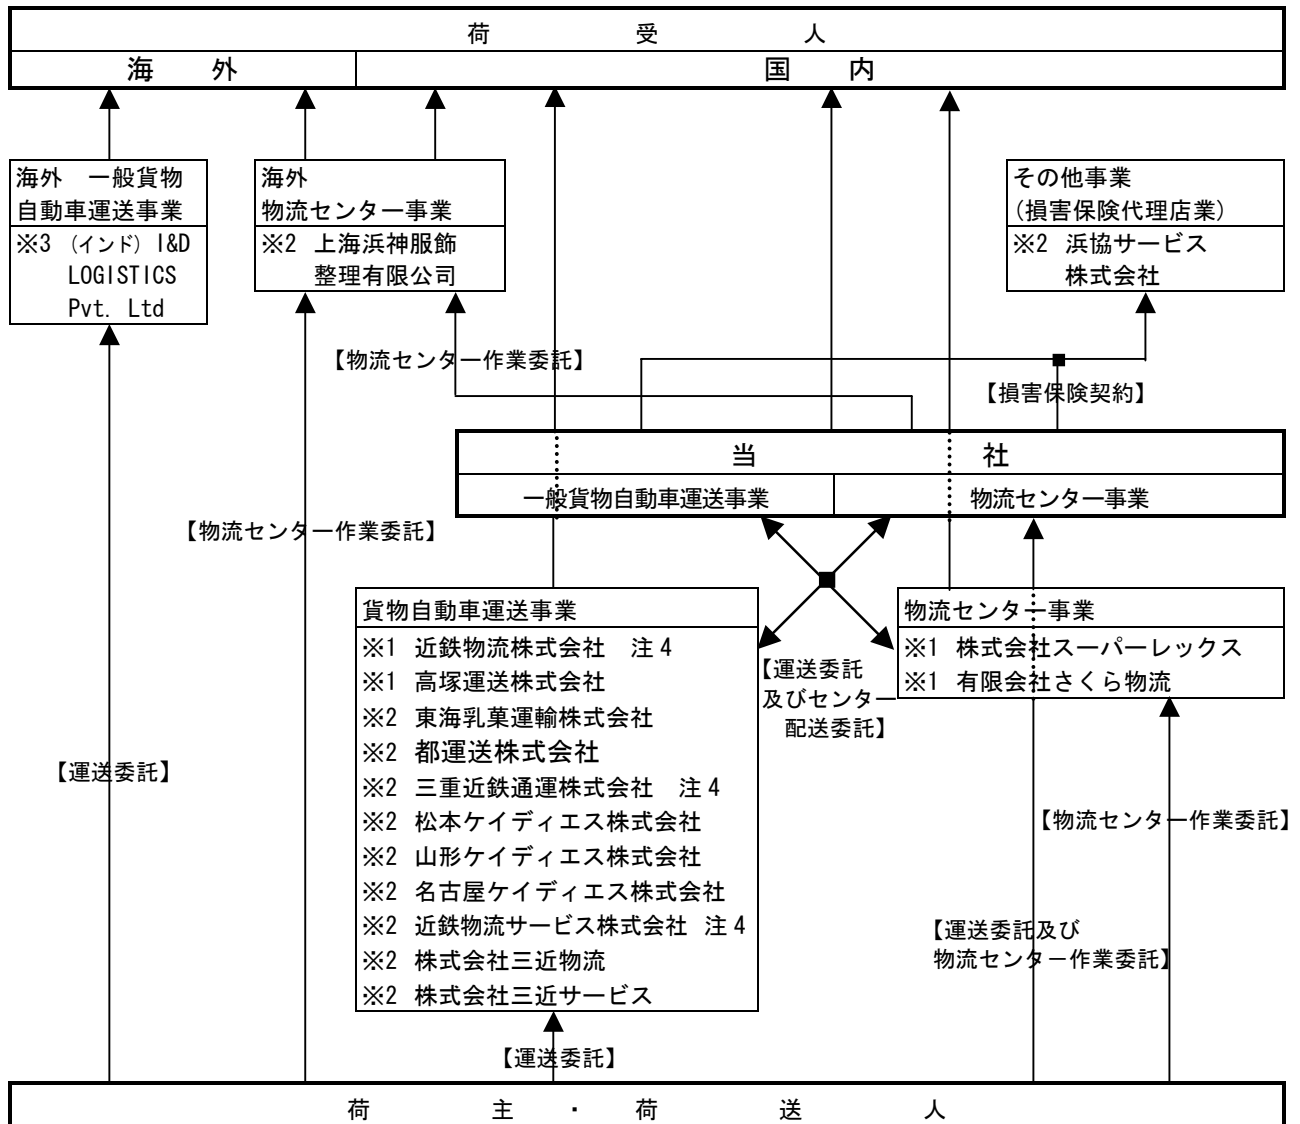 荷　受　人
海　外
国　内
海外　一般貨物
自動車運送事業
※3 （インド）I&D
LOGISTICS
Pvt. Ltd
海外
物流センター事業
※2 上海浜神服飾
整理有限公司
その他事業
(損害保険代理店業)
※2 浜協サービス
株式会社
【物流センター作業委託】
【損害保険契約】
当　社
一般貨物自動車運送事業
物流センター事業
【物流センター作業委託】
貨物自動車運送事業
※1 近鉄物流株式会社　注４
※1 高塚運送株式会社
※2 東海乳菓運輸株式会社
※2 都運送株式会社
※2 三重近鉄通運株式会社　注４
※2 松本ケイディエス株式会社
※2 山形ケイディエス株式会社
※2 名古屋ケイディエス株式会社
※2 近鉄物流サービス株式会社 注４
※2 株式会社三近物流
※2 株式会社三近サービス
【運送委託
及びセンター
配送委託】
物流センター事業
※1 株式会社スーパーレックス
※1 有限会社さくら物流
【運送委託】
【物流センター作業委託】
【運送委託及び
物流センター作業委託】
【運送委託】
荷　主　・　荷　送　人